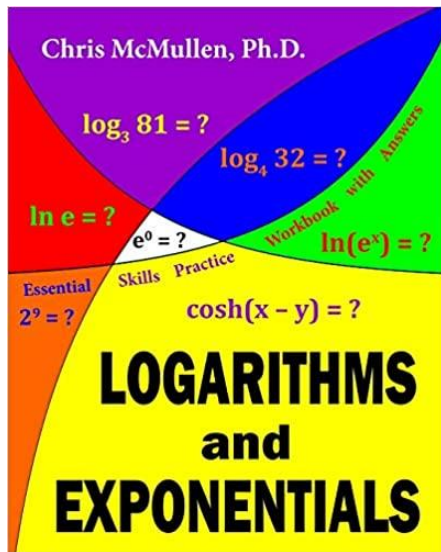 Chris McMullen, Ph.D.
log₃ 81 = ?
log₄ 32 = ?
ln e = ?
e⁰ = ?
Essential Skills Practice Workbook with Answers
ln(eˣ) = ?
2⁹ = ?
cosh(x – y) = ?
LOGARITHMS
and
EXPONENTIALS